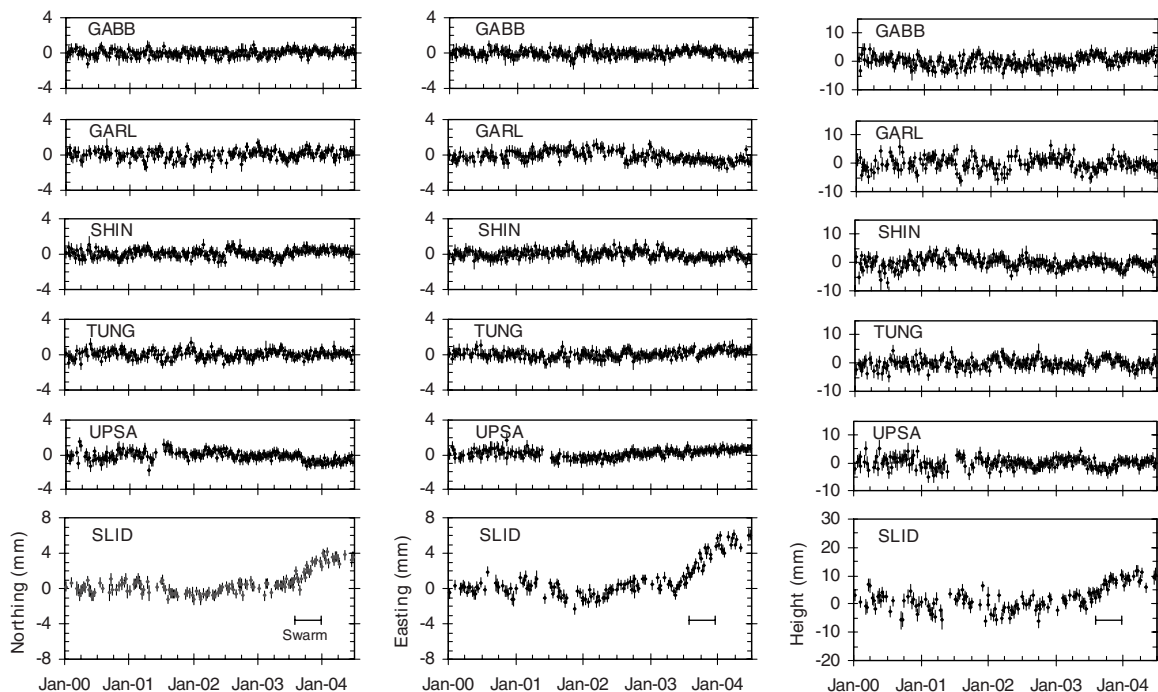 4 GABB 4 GABB GABB
10
0 0 0
-4 -4 -10
4 GARL 4 GARL GARL
10
0 0 0
-4 -4 -10
4 SHIN 4 SHIN SHIN
10
0 0 0
-4 -4 -10
4 TUNG 4 TUNG TUNG
10
0 0 0
-4 -4 -10
4 UPSA 4 UPSA UPSA
10
0 0 0
-4 -4 -10
8 SLID 8 SLID 30 SLID
20
4 4 10
0 0 0
-4 Swarm -4 -10
-8 -8 -20
Northing (mm)
Easting (mm)
Height (mm)
Jan-00 Jan-01 Jan-02 Jan-03 Jan-04 Jan-00 Jan-01 Jan-02 Jan-03 Jan-04 Jan-00 Jan-01 Jan-02 Jan-03 Jan-04